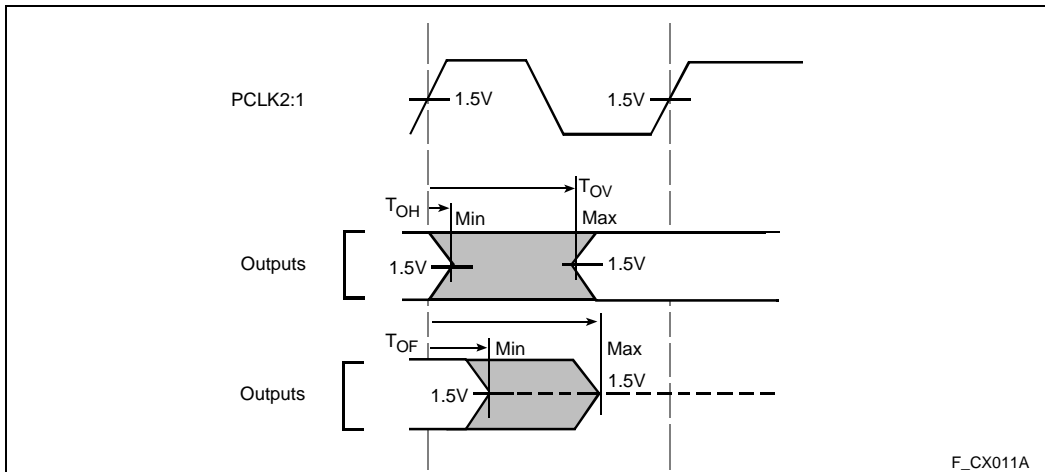 PCLK2:1
1.5V
1.5V
TOV
TOH
Min
Max
Outputs
1.5V
1.5V
TOF
Min
Max
Outputs
1.5V
1.5V
F_CX011A